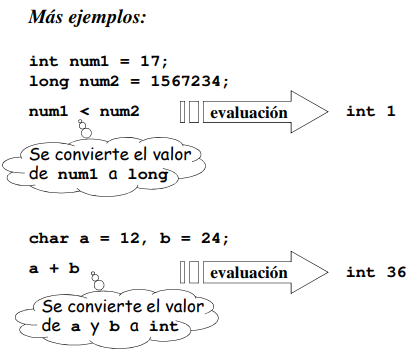 Más ejemplos:
int num1 = 17;
long num2 = 1567234;
num1 < num2 evaluación int 1
Se convierte el valor
de num1 a long
char a = 12, b = 24;
a + b evaluación int 36
Se convierte el valor
de a y b a int